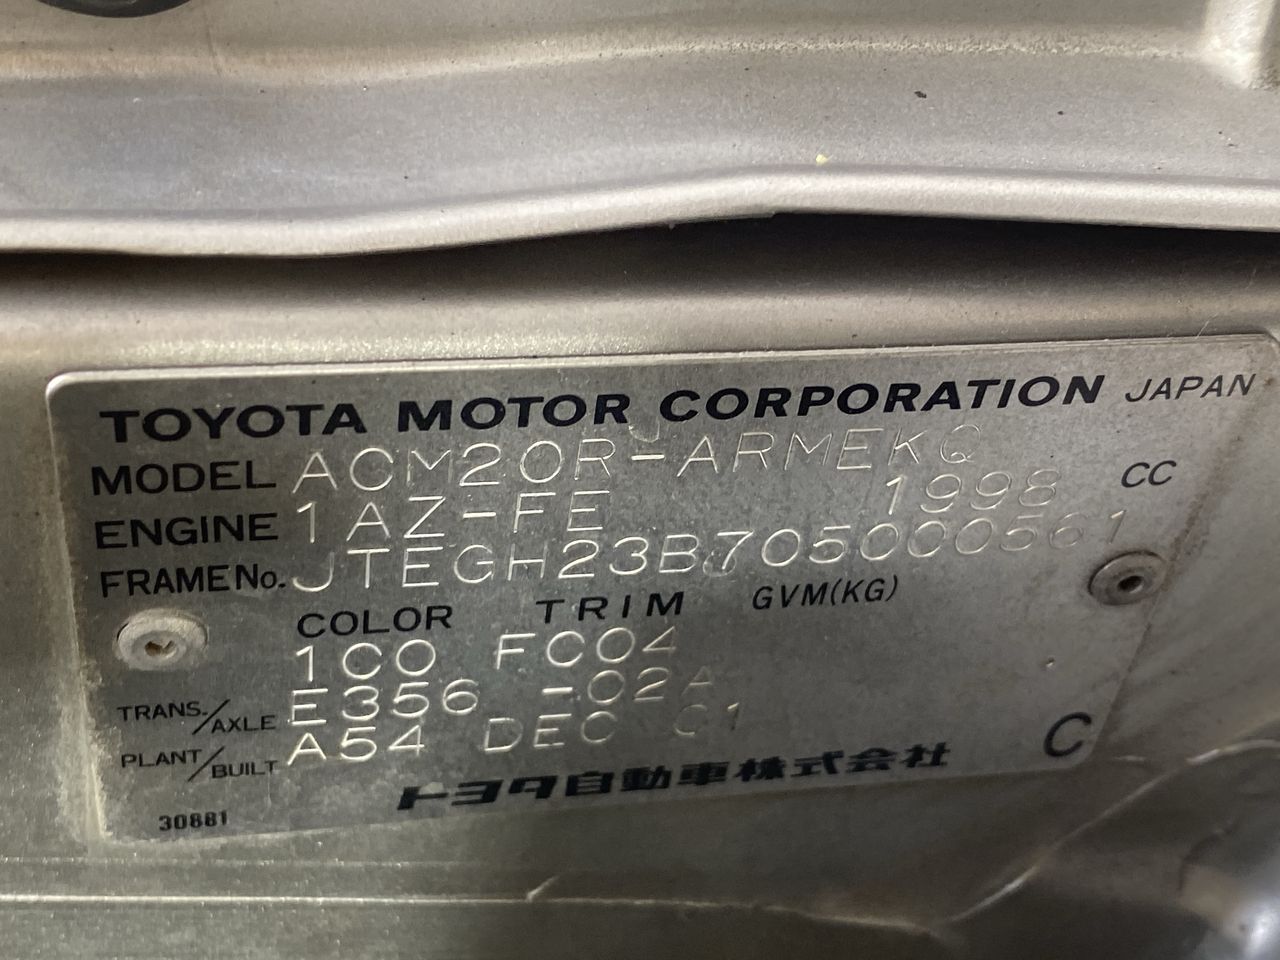 TOYOTA MOTOR CORPORATION JAPAN
MODEL ACM20R-ARMEKQ
ENGINE 1AZ-FE 1998 CC
FRAME No. JTEGH23B705000561
COLOR TRIM GVM(KG)
1C0 FC04
TRANS./AXLE E356 -02A
PLANT/BUILT A54 DEC 01
トヨタ自動車株式会社 C
30881